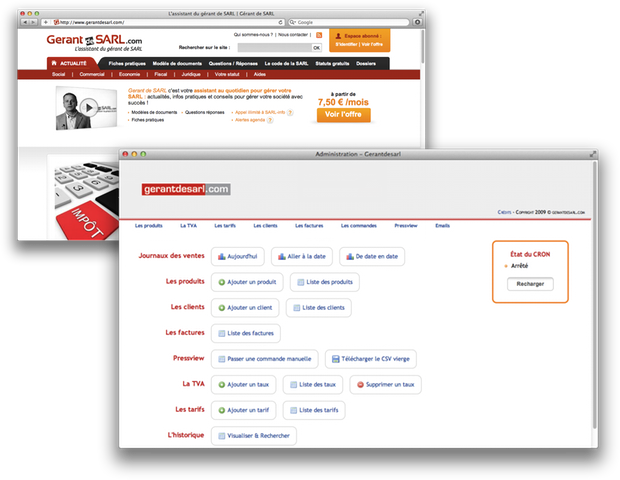 L'assistant du gérant de SARL | Gérant de SARL
http://www.gerantdesarl.com/
Google
Gerant de SARL.com
L'assistant du gérant de SARL
Qui sommes-nous ? | Nous contacter |
Rechercher sur le site :
OK
Espace abonné :
S'identifier | Voir l'offre
ACTUALITÉ
Fiches pratiques
Modèle de documents
Questions / Réponses
Le code de la SARL
Statuts gratuits
Dossiers
Social | Commercial | Economie | Fiscal | Juridique | Votre statut | Aides
Gerant de SARL c'est votre assistant au quotidien pour gérer votre
SARL : actualités, infos pratiques et conseils pour gérer votre société avec
succès !
Modèles de documents
Questions réponses
Appel illimité à SARL-info
Fiches pratiques
Alertes agenda
à partir de
7,50 € /mois
Voir l'offre
IMPÔT
Administration - Gerantdesarl
gerantdesarl.com
Crédits - Copyright 2009 © gerantdesarl.com
Les produits
La TVA
Les tarifs
Les clients
Les factures
Les commandes
Pressview
Emails
Journaux des ventes
Aujourd'hui
Aller à la date
De date en date
État du CRON
Arrêté
Recharger
Les produits
Ajouter un produit
Liste des produits
Les clients
Ajouter un client
Liste des clients
Les factures
Liste des factures
Pressview
Passer une commande manuelle
Télécharger le CSV vierge
La TVA
Ajouter un taux
Liste des taux
Supprimer un taux
Les tarifs
Ajouter un tarif
Liste des tarifs
L'historique
Visualiser & Rechercher